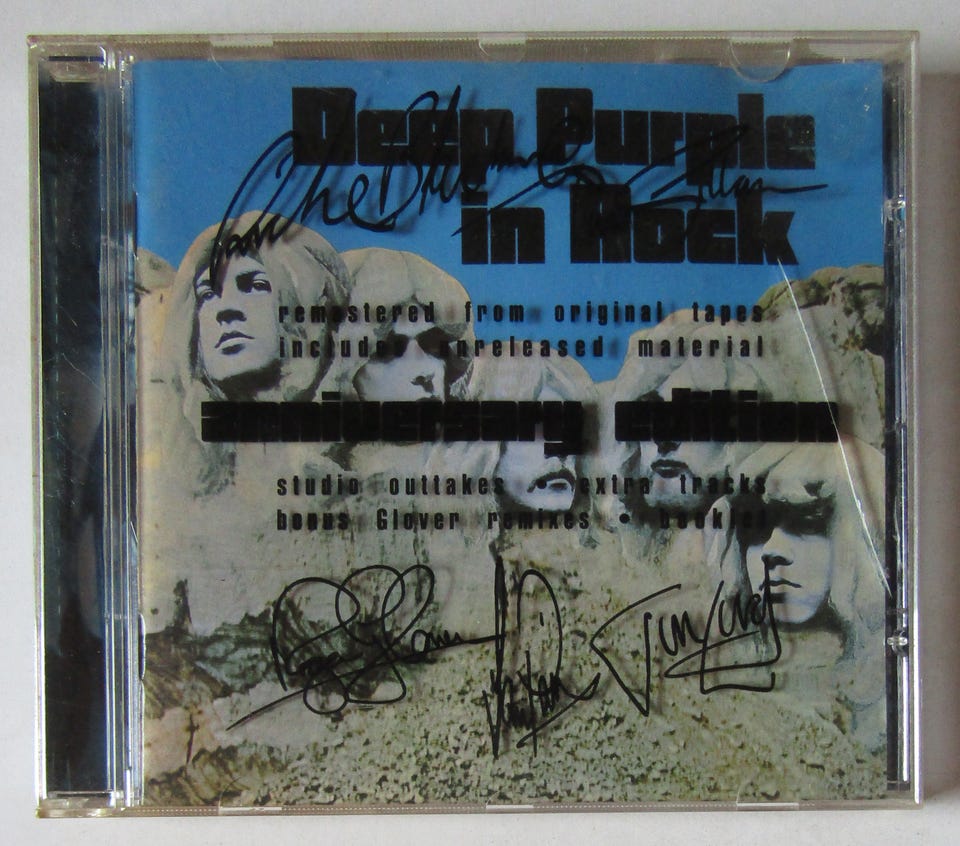 Deep Purple
in Rock
remastered from original tapes
includes unreleased material
anniversary edition
studio outtakes • extra tracks
bonus Glover remixes • booklet